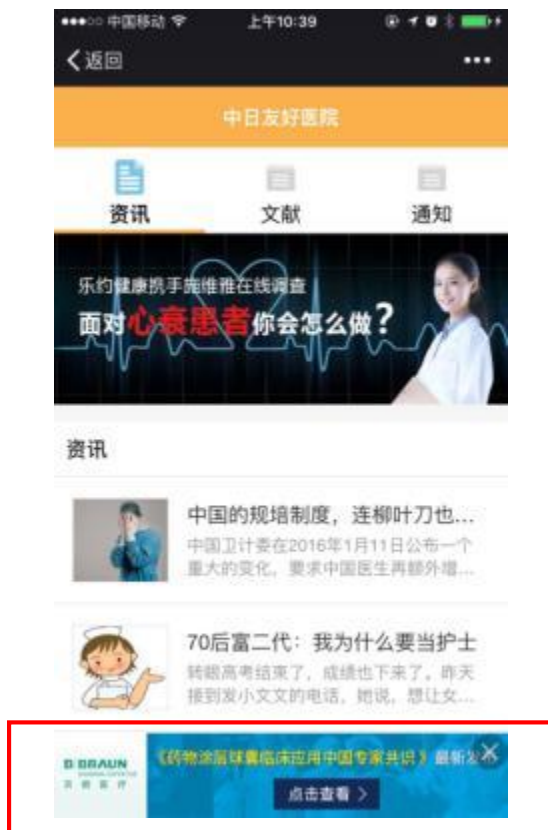 中国移动 上午10:39
返回
中日友好医院
资讯 文献 通知
乐约健康携手施维雅在线调查
面对心衰患者你会怎么做?
资讯
中国的规培制度，连柳叶刀也...
中国卫计委在2016年1月11日公布一个
重大的变化，要求中国医生再额外增...
70后富二代：我为什么要当护士
转眼高考结束了，成绩也下来了。昨天
接到发小文文的电话，她说，想让女...
B BRAUN
《药物涂层球囊临床应用中国专家共识》最新发布
点击查看